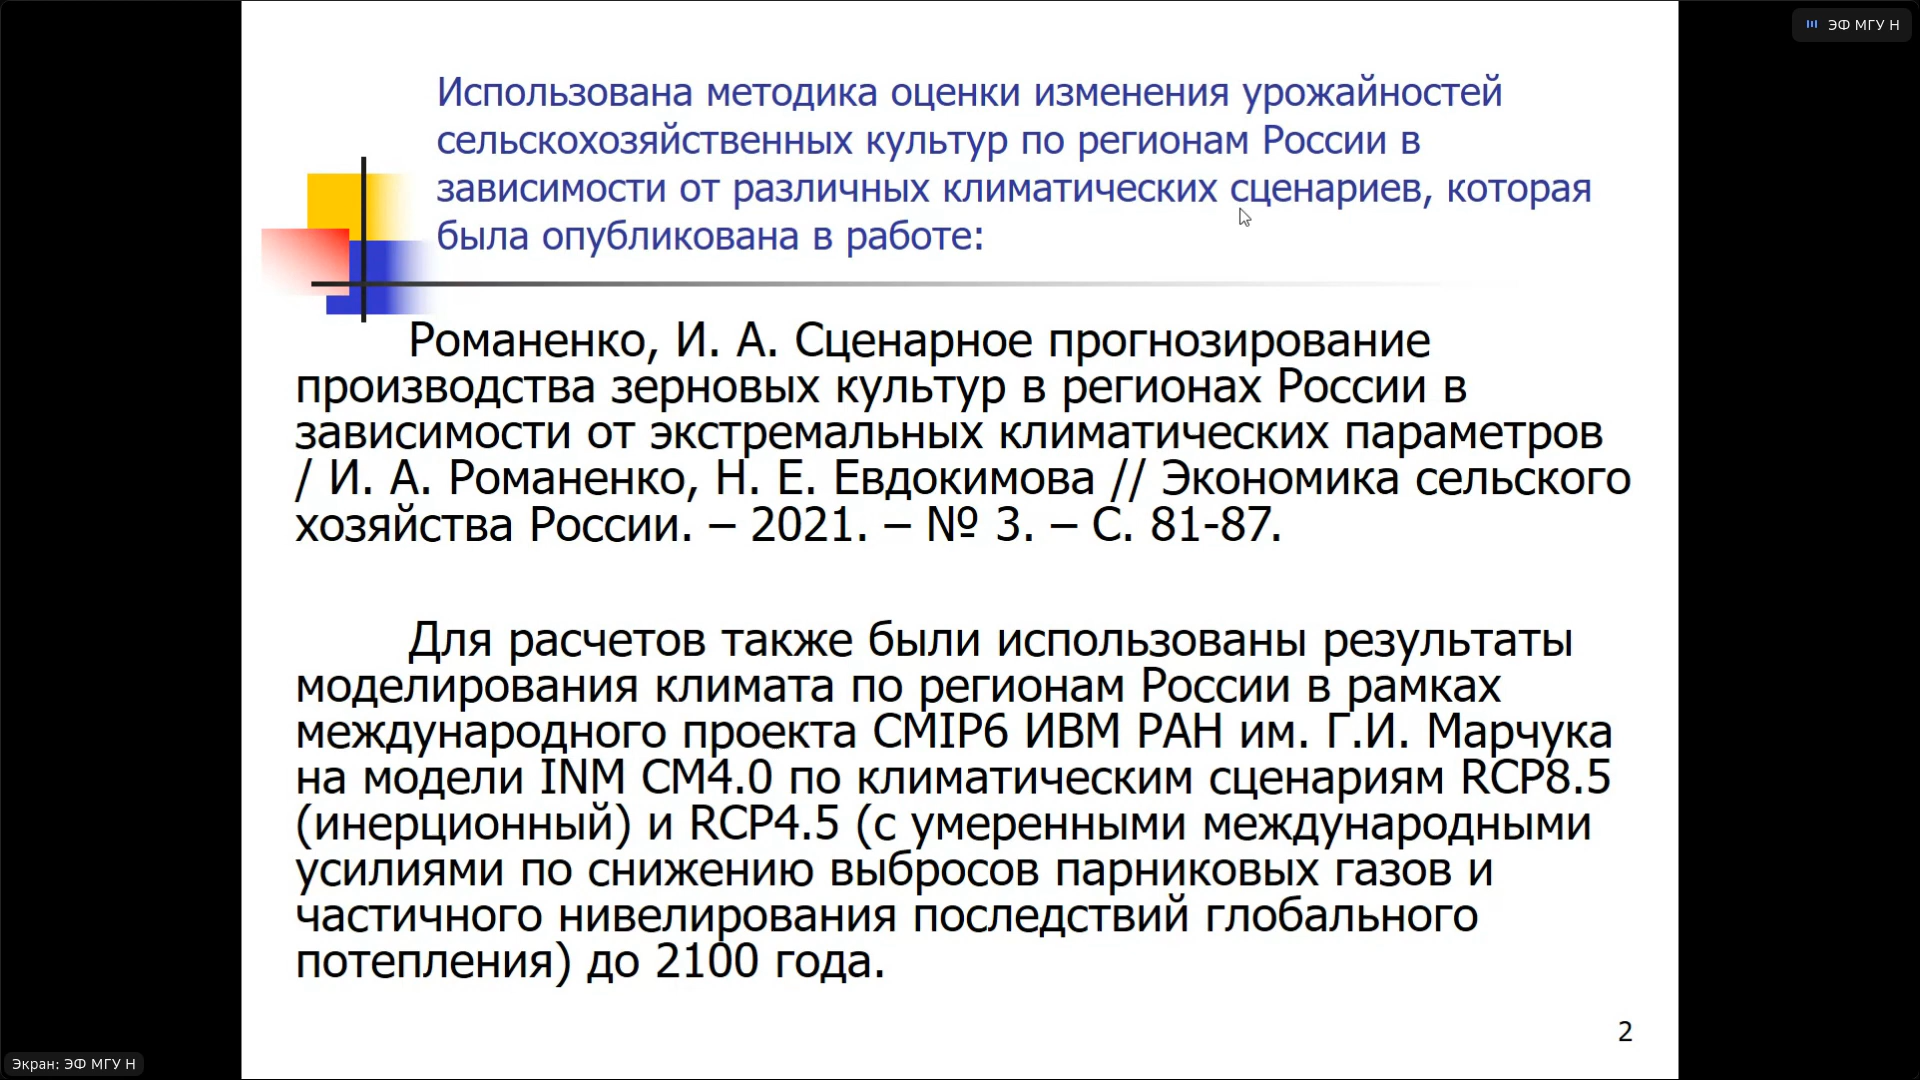 ЭФ МГУ Н
Использована методика оценки изменения урожайностей
сельскохозяйственных культур по регионам России в
зависимости от различных климатических сценариев, которая
была опубликована в работе:
Романенко, И. А. Сценарное прогнозирование
производства зерновых культур в регионах России в
зависимости от экстремальных климатических параметров
/ И. А. Романенко, Н. Е. Евдокимова // Экономика сельского
хозяйства России. – 2021. – № 3. – С. 81-87.
Для расчетов также были использованы результаты
моделирования климата по регионам России в рамках
международного проекта CMIP6 ИВМ РАН им. Г.И. Марчука
на модели INM CM4.0 по климатическим сценариям RCP8.5
(инерционный) и RCP4.5 (с умеренными международными
усилиями по снижению выбросов парниковых газов и
частичного нивелирования последствий глобального
потепления) до 2100 года.
2
Экран: ЭФ МГУ Н